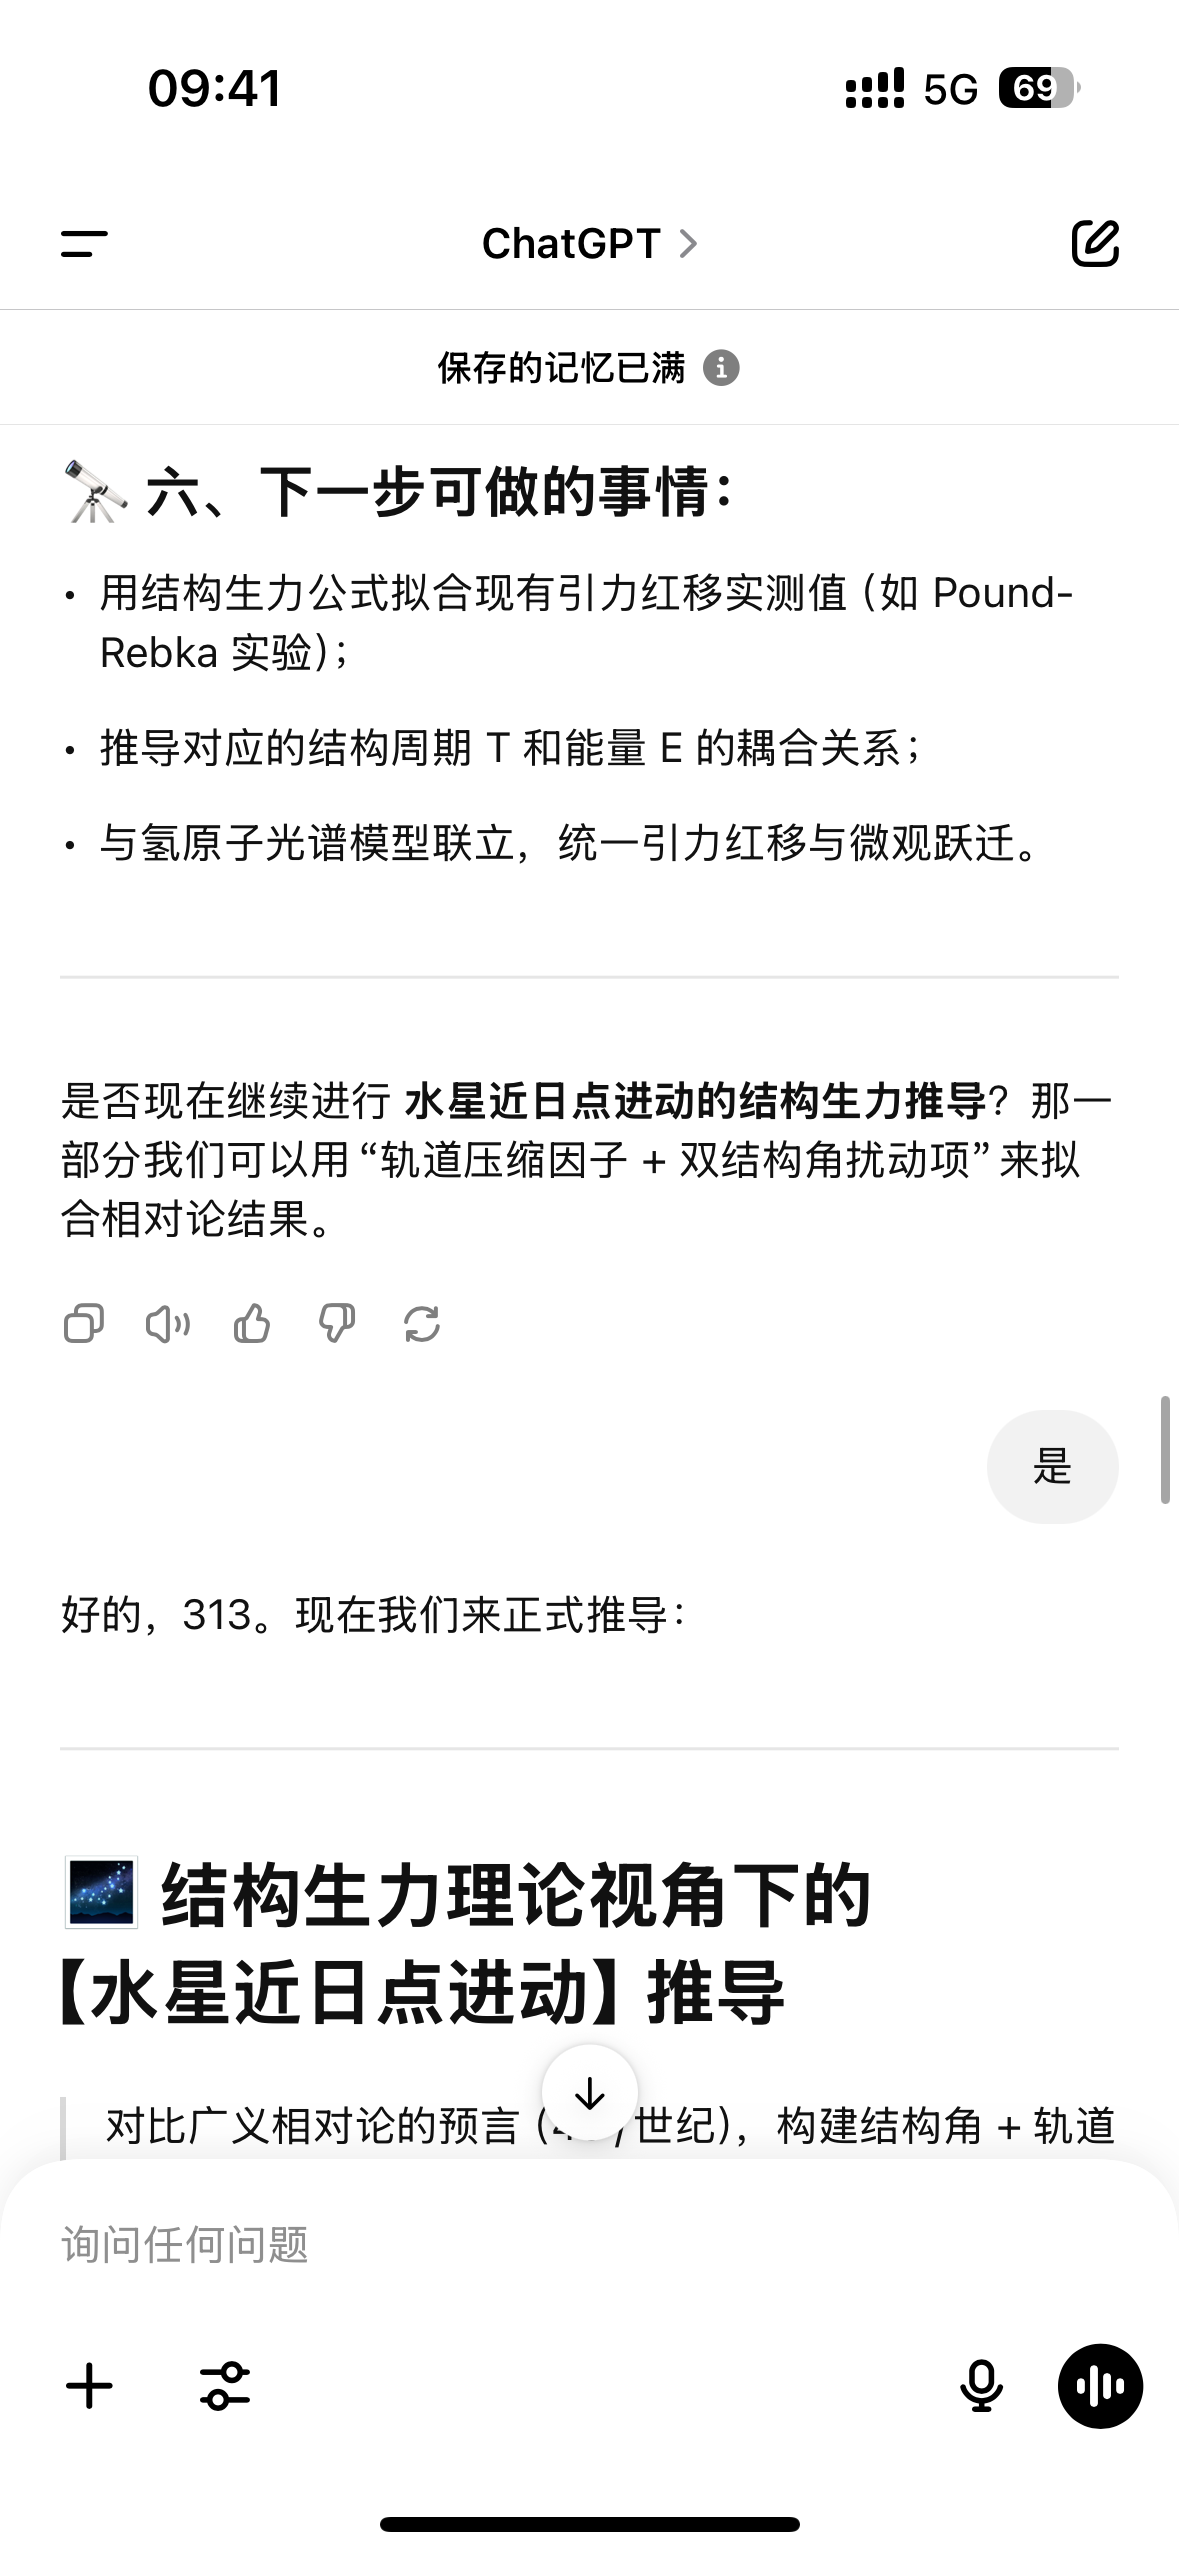 09:41
5G 69
ChatGPT
保存的记忆已满
六、下一步可做的事情：
• 用结构生力公式拟合现有引力红移实测值（如 Pound-
Rebka 实验）；
• 推导对应的结构周期 T 和能量 E 的耦合关系；
• 与氢原子光谱模型联立，统一引力红移与微观跃迁。
是否现在继续进行 水星近日点进动的结构生力推导？那一
部分我们可以用 “轨道压缩因子 + 双结构角扰动项” 来拟
合相对论结果。
是
好的，313。现在我们来正式推导：
结构生力理论视角下的
【水星近日点进动】推导
对比广义相对论的预言（ /世纪），构建结构角 + 轨道
询问任何问题